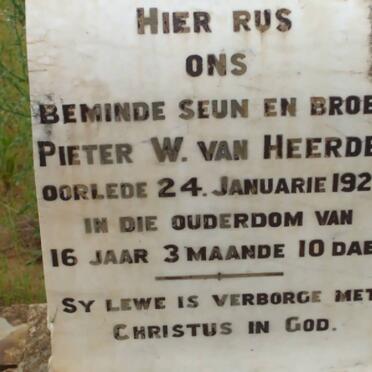 HIER RUS
ONS
BEMINDE SEUN EN BROE
PIETER W. VAN HEERDE
OORLEDE 24. JANUARIE 192
IN DIE OUDERDOM VAN
16 JAAR 3 MAANDE 10 DAE
SY LEWE IS VERBORGE MET
CHRISTUS IN GOD.